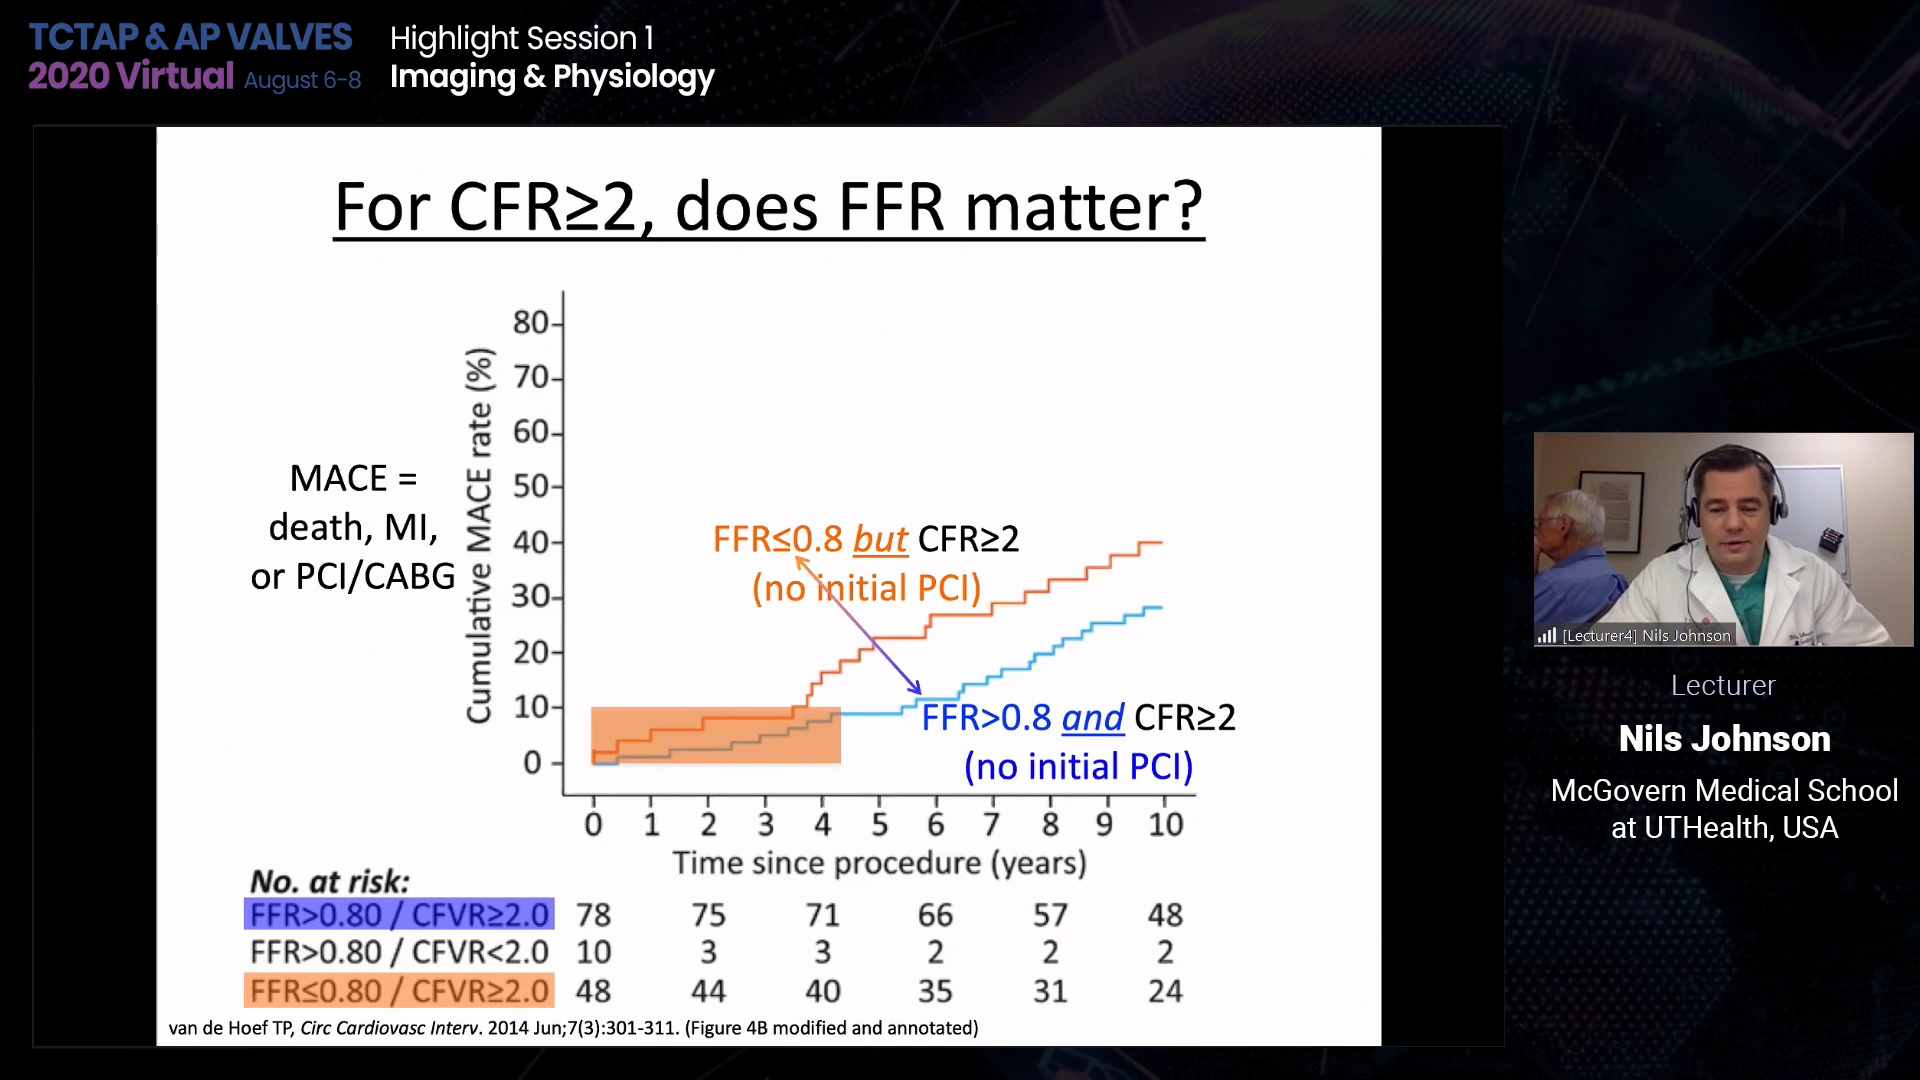 TCTAP & AP VALVES
2020 Virtual August 6-8
Highlight Session 1
Imaging & Physiology
For CFR≥2, does FFR matter?
MACE =
death, MI,
or PCI/CABG
Cumulative MACE rate (%)
80
70
60
50
40
30
20
10
0
FFR≤0.8 but CFR≥2
(no initial PCI)
FFR>0.8 and CFR≥2
(no initial PCI)
0 1 2 3 4 5 6 7 8 9 10
Time since procedure (years)
No. at risk:
FFR>0.80 / CFVR≥2.0 78 75 71 66 57 48
FFR>0.80 / CFVR<2.0 10 3 3 2 2 2
FFR≤0.80 / CFVR≥2.0 48 44 40 35 31 24
van de Hoef TP, Circ Cardiovasc Interv. 2014 Jun;7(3):301-311. (Figure 4B modified and annotated)
[Lecturer4] Nils Johnson
Lecturer
Nils Johnson
McGovern Medical School
at UTHealth, USA